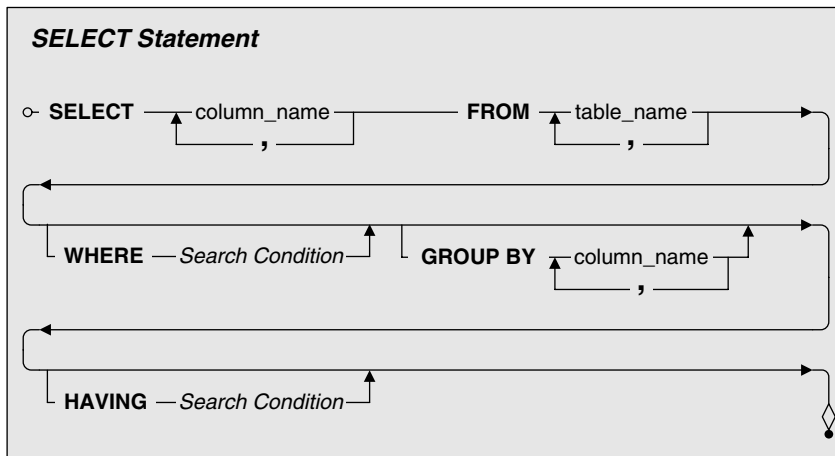 SELECT Statement
SELECT column_name FROM table_name
, ,
WHERE Search Condition GROUP BY column_name
,
HAVING Search Condition